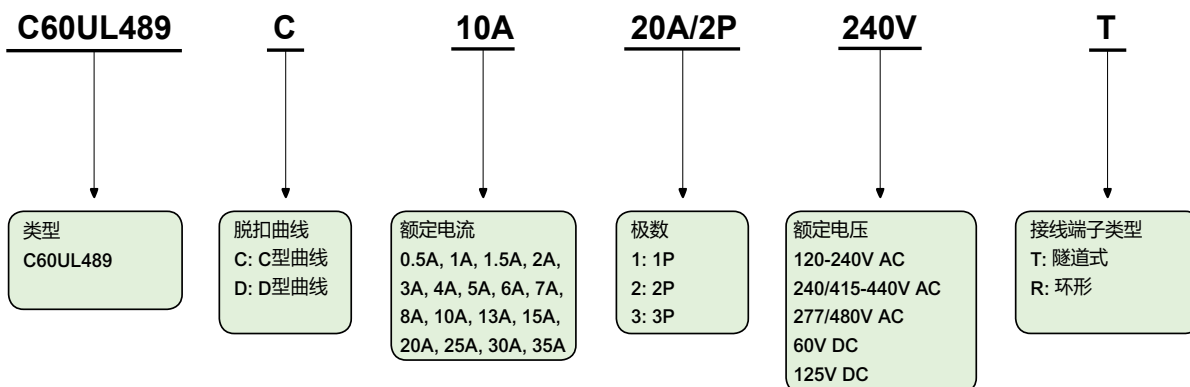 C60UL489 C 10A 20A/2P 240V T
类型
C60UL489
脱扣曲线
C: C型曲线
D: D型曲线
额定电流
0.5A, 1A, 1.5A, 2A,
3A, 4A, 5A, 6A, 7A,
8A, 10A, 13A, 15A,
20A, 25A, 30A, 35A
极数
1: 1P
2: 2P
3: 3P
额定电压
120-240V AC
240/415-440V AC
277/480V AC
60V DC
125V DC
接线端子类型
T: 隧道式
R: 环形